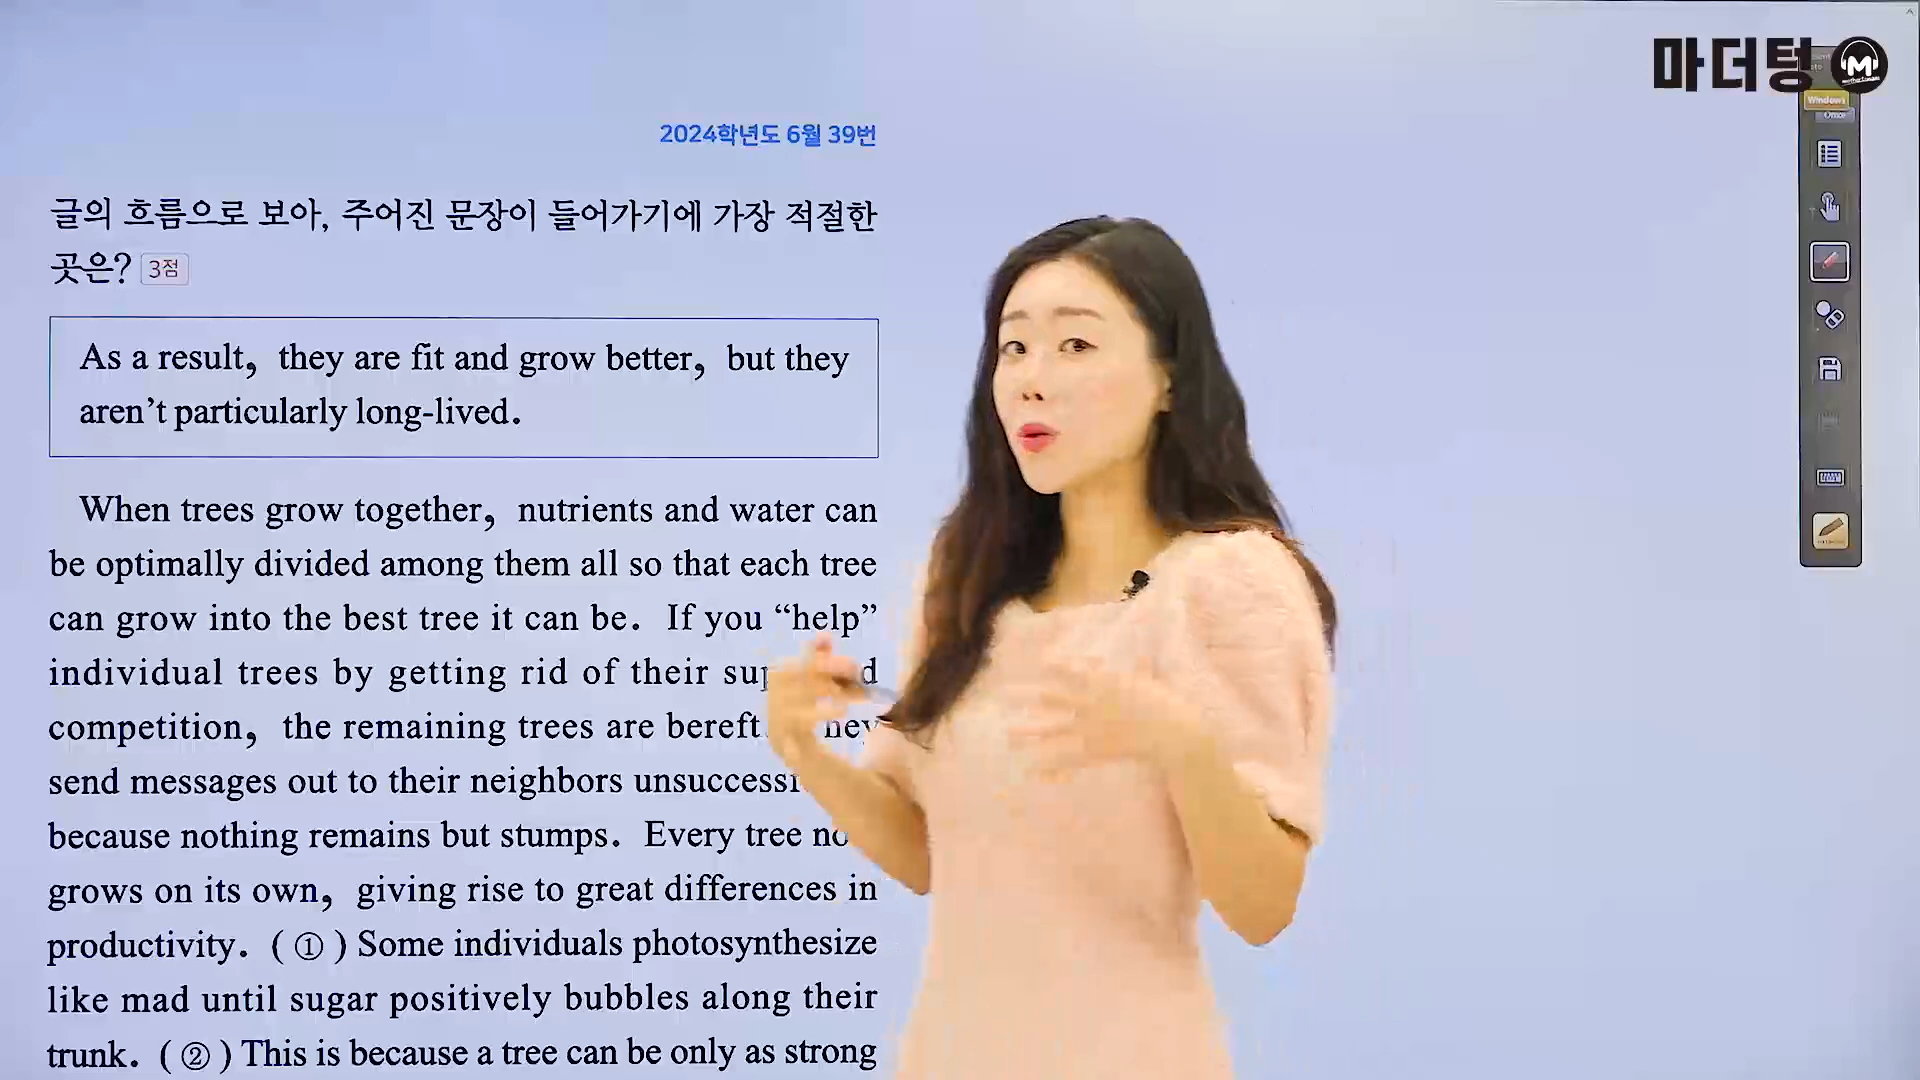 마더텅
2024학년도 6월 39번
글의 흐름으로 보아, 주어진 문장이 들어가기에 가장 적절한
곳은? 3점
As a result, they are fit and grow better, but they
aren't particularly long-lived.
When trees grow together, nutrients and water can
be optimally divided among them all so that each tree
can grow into the best tree it can be. If you “help”
individual trees by getting rid of their
competition, the remaining trees are bereft.
send messages out to their neighbors
because nothing remains but stumps. Every tree
grows on its own, giving rise to great differences in
productivity. ( ① ) Some individuals photosynthesize
like mad until sugar positively bubbles along their
trunk. ( ② ) This is because a tree can be only as strong
Windows